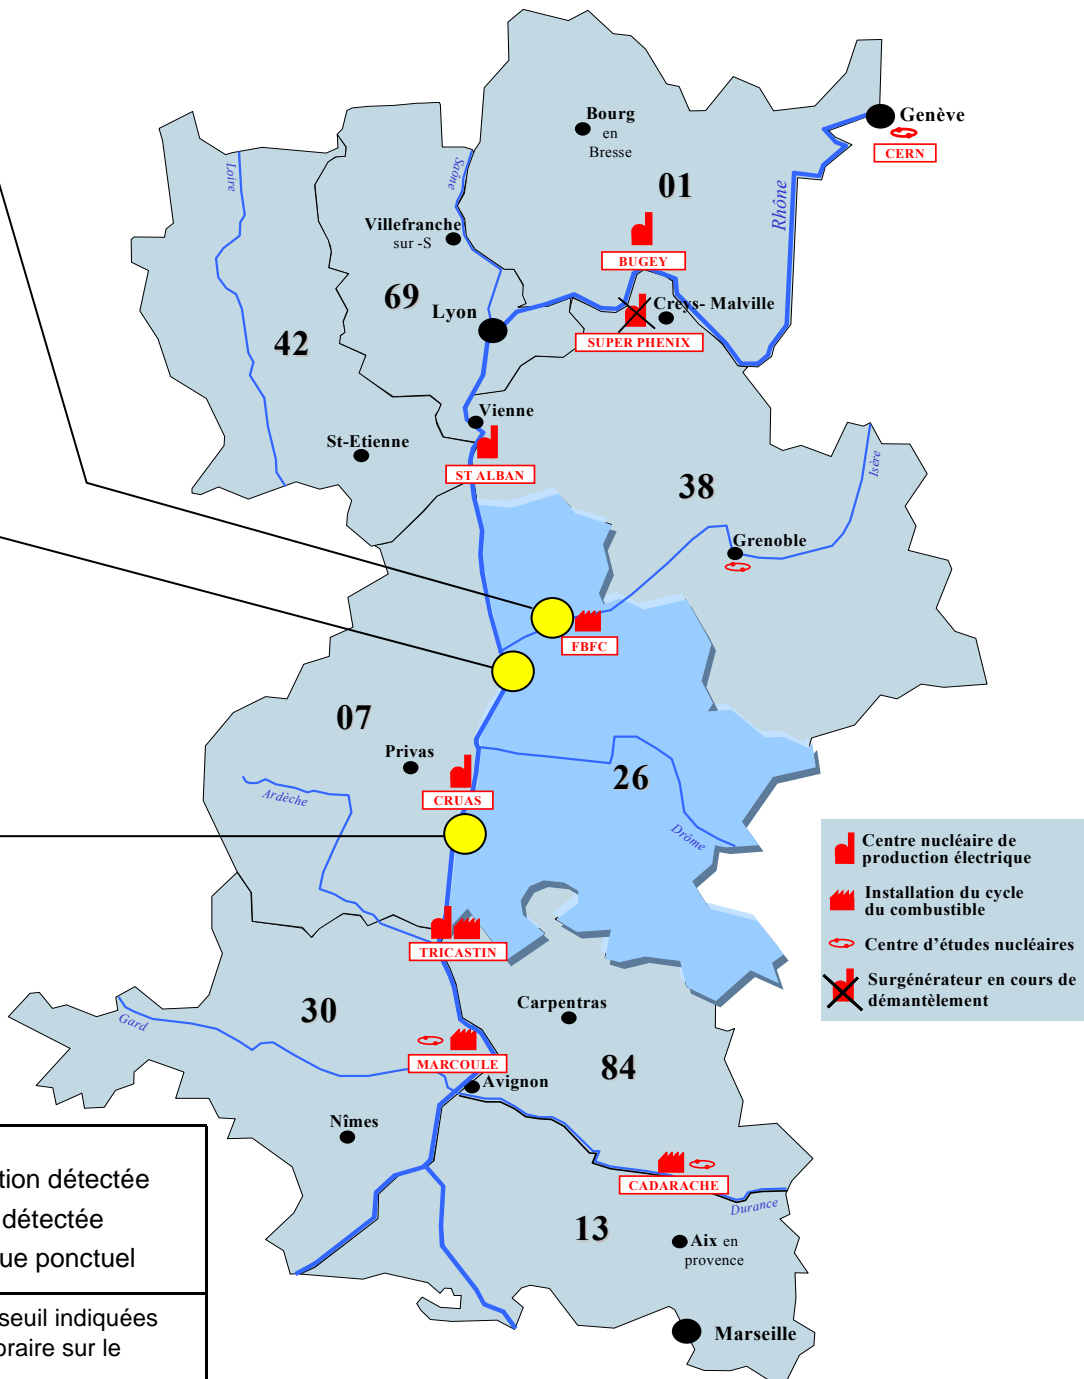 Bourg
en
Bresse
Genève
CERN
01
Rhône
Loire
Saône
Villefranche
sur -S
BUGEY
69
Lyon
Creys- Malville
SUPER PHENIX
42
Vienne
St-Etienne
ST ALBAN
38
Isère
Grenoble
FBFC
07
Privas
26
CRUAS
Ardèche
Drôme
Centre nucléaire de
production électrique
Installation du cycle
du combustible
Centre d'études nucléaires
Surgénérateur en cours de
démantèlement
TRICASTIN
30
Carpentras
Gard
MARCOULE
84
Avignon
Nîmes
CADARACHE
Durance
13
Aix en
provence
Marseille
tion détectée
détectée
ue ponctuel
seuil indiquées
oraire sur le